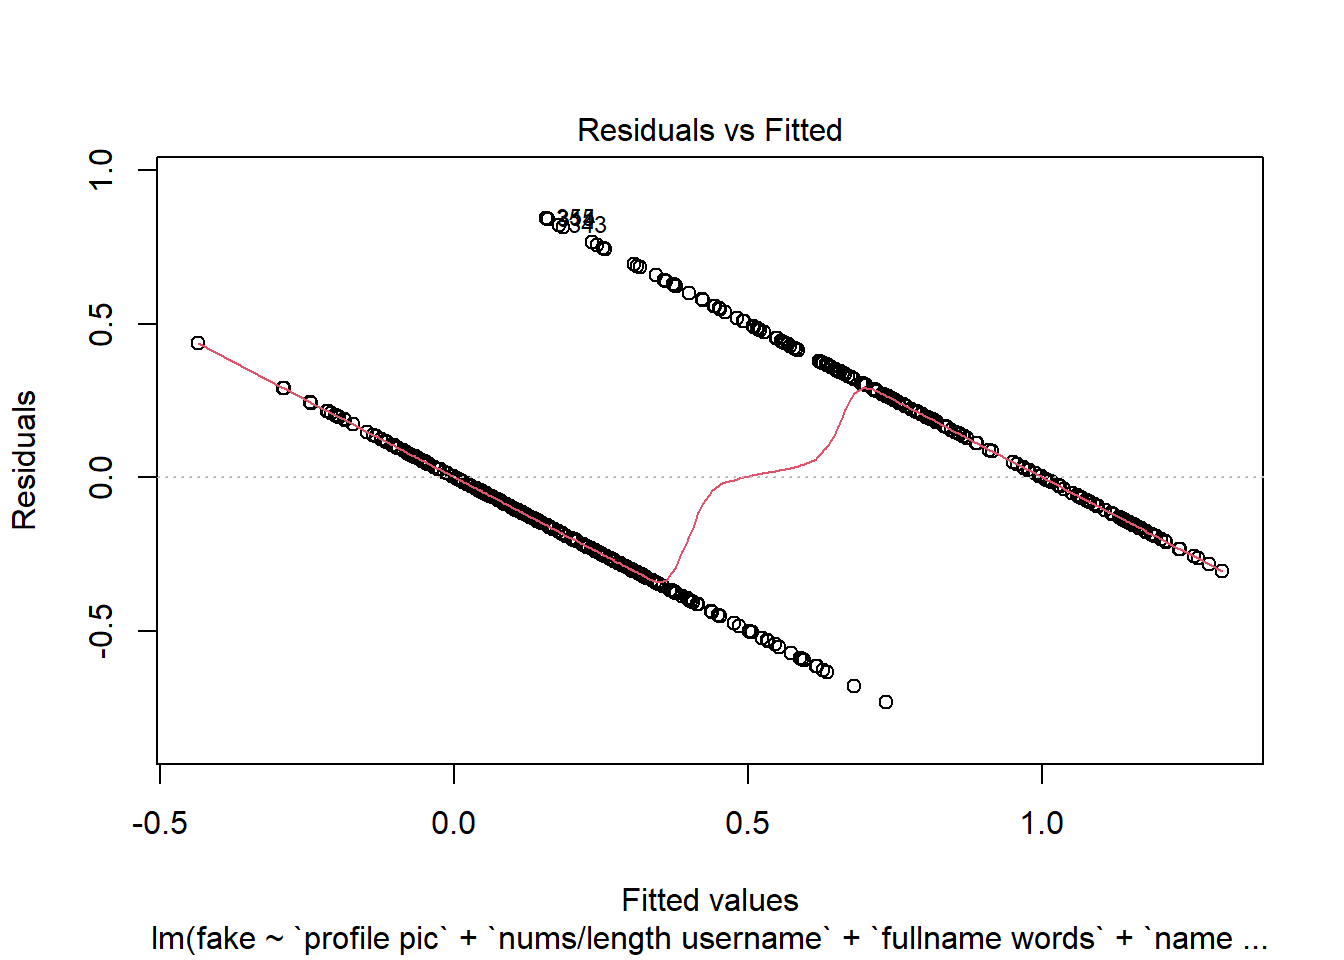 Residuals vs Fitted
1.0
0.5
0.0
-0.5
Residuals
343
-0.5 0.0 0.5 1.0
Fitted values
lm(fake ~ `profile pic` + `nums/length username` + `fullname words` + `name ...